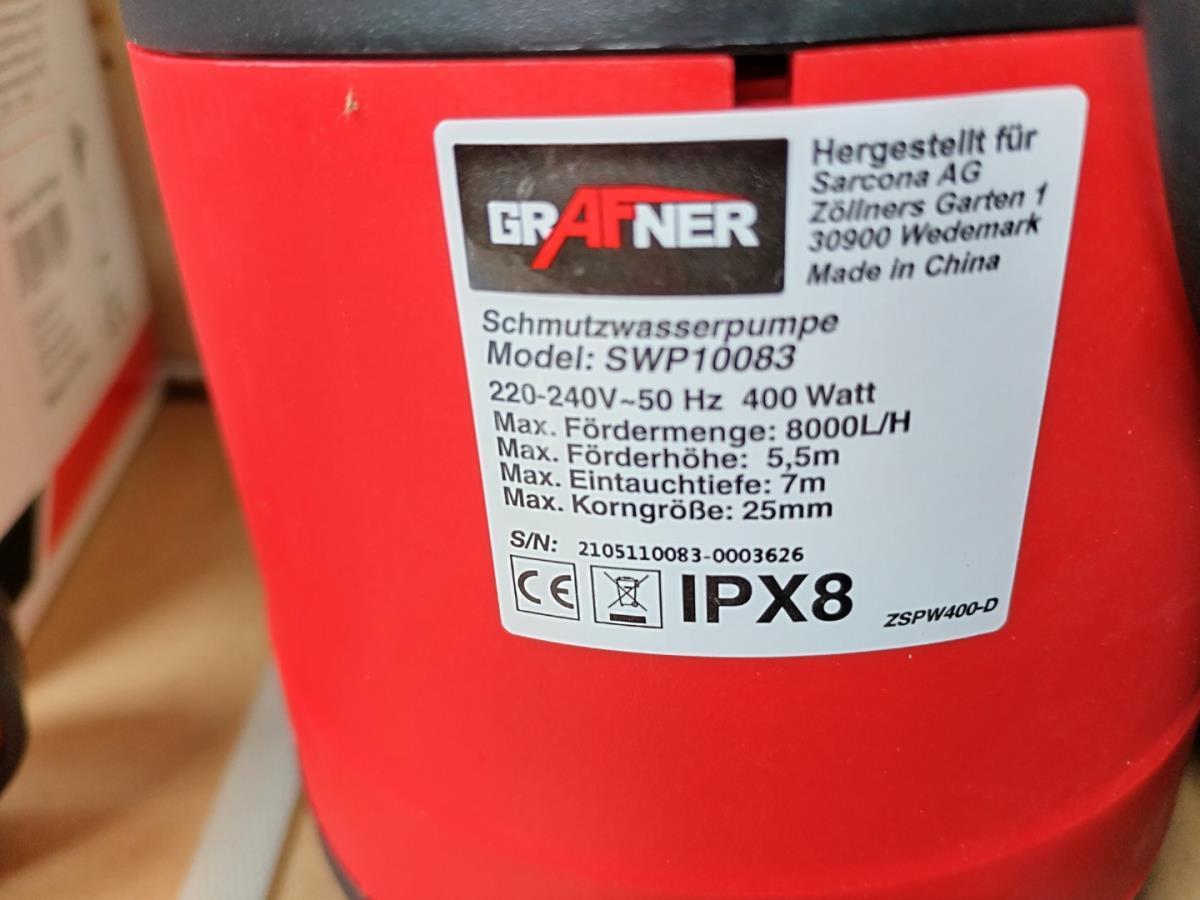 GRAFNER
Hergestellt für
Sarcona AG
Zöllners Garten 1
30900 Wedemark
Made in China
Schmutzwasserpumpe
Model: SWP10083
220-240V~50 Hz 400 Watt
Max. Fördermenge: 8000L/H
Max. Förderhöhe: 5,5m
Max. Eintauchtiefe: 7m
Max. Korngröße: 25mm
S/N: 2105110083-0003626
CE IPX8 ZSPW400-D